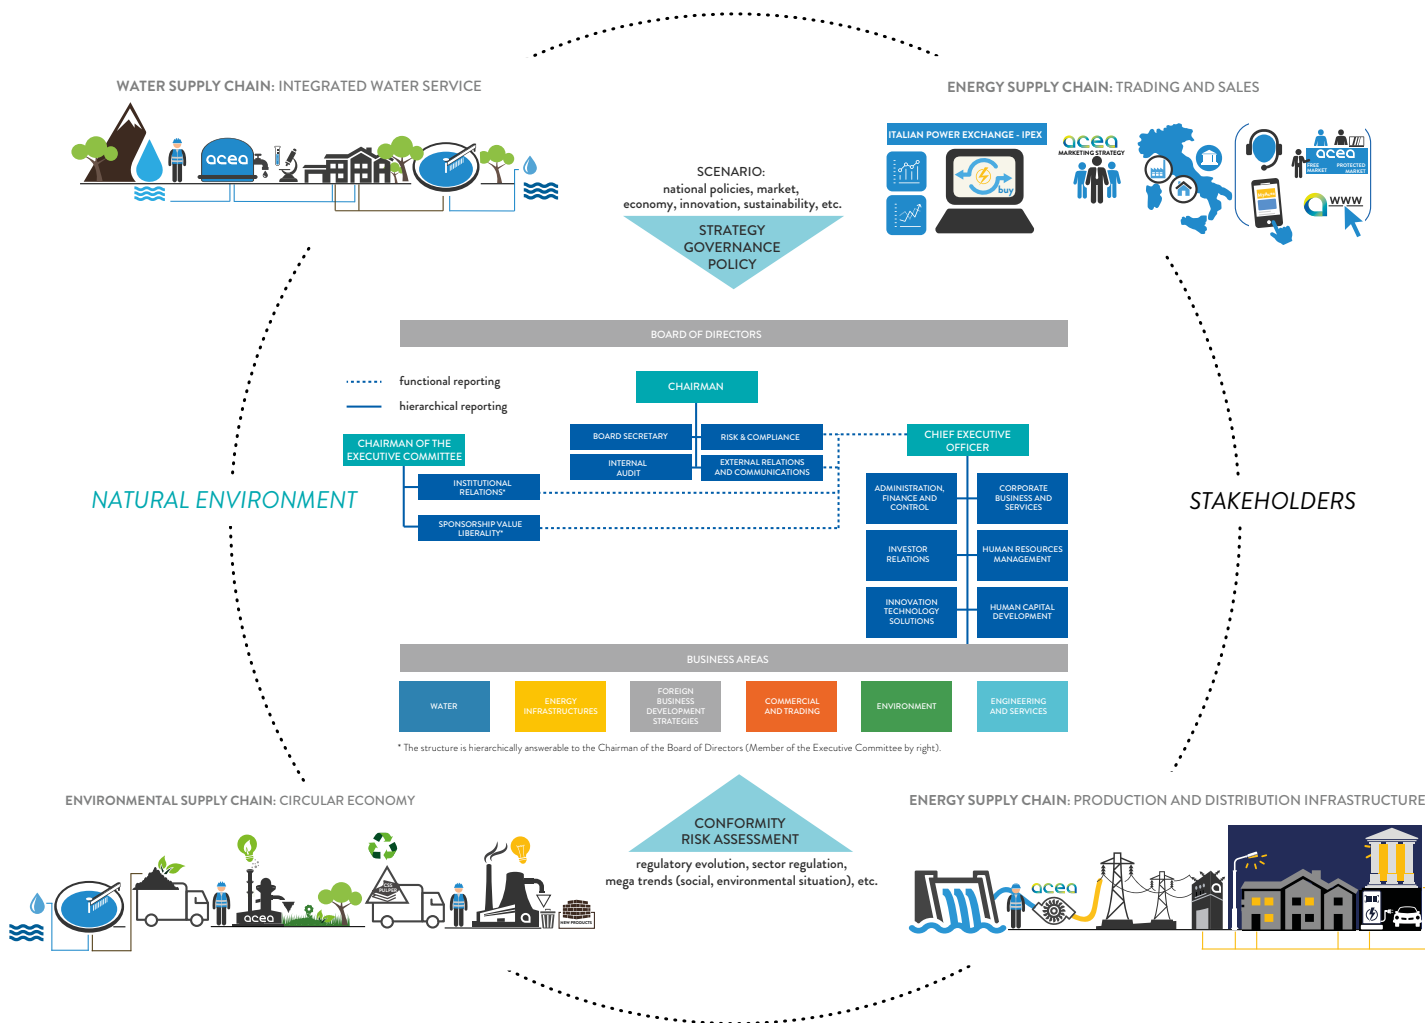 WATER SUPPLY CHAIN: INTEGRATED WATER SERVICE
ENERGY SUPPLY CHAIN: TRADING AND SALES
acea
ITALIAN POWER EXCHANGE - IPEX
buy
acea
MARKETING STRATEGY
acea
FREE MARKET
PROTECTED MARKET
WWW
SCENARIO:
national policies, market,
economy, innovation, sustainability, etc.
STRATEGY
GOVERNANCE
POLICY
BOARD OF DIRECTORS
functional reporting
hierarchical reporting
CHAIRMAN
BOARD SECRETARY
RISK & COMPLIANCE
INTERNAL
AUDIT
EXTERNAL RELATIONS
AND COMMUNICATIONS
CHAIRMAN OF THE
EXECUTIVE COMMITTEE
INSTITUTIONAL
RELATIONS*
SPONSORSHIP VALUE
LIBERALITY*
CHIEF EXECUTIVE
OFFICER
ADMINISTRATION,
FINANCE AND
CONTROL
CORPORATE
BUSINESS AND
SERVICES
INVESTOR
RELATIONS
HUMAN RESOURCES
MANAGEMENT
INNOVATION
TECHNOLOGY
SOLUTIONS
HUMAN CAPITAL
DEVELOPMENT
NATURAL ENVIRONMENT
STAKEHOLDERS
BUSINESS AREAS
WATER
ENERGY
INFRASTRUCTURES
FOREIGN
BUSINESS
DEVELOPMENT
STRATEGIES
COMMERCIAL
AND TRADING
ENVIRONMENT
ENGINEERING
AND SERVICES
* The structure is hierarchically answerable to the Chairman of the Board of Directors (Member of the Executive Committee by right).
ENVIRONMENTAL SUPPLY CHAIN: CIRCULAR ECONOMY
ENERGY SUPPLY CHAIN: PRODUCTION AND DISTRIBUTION INFRASTRUCTURE
CONFORMITY
RISK ASSESSMENT
regulatory evolution, sector regulation,
mega trends (social, environmental situation), etc.
acea
CSS
PULPER
a
NEW PRODUCTS
acea
a